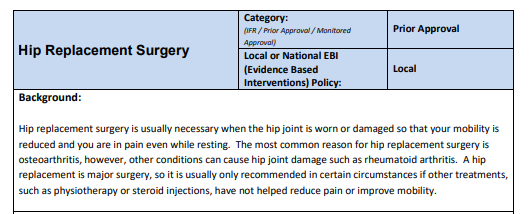 Hip Replacement Surgery
Category:
(IFR / Prior Approval / Monitored
Approval)
Prior Approval
Local or National EBI
(Evidence Based
Interventions) Policy:
Local
Background:
Hip replacement surgery is usually necessary when the hip joint is worn or damaged so that your mobility is
reduced and you are in pain even while resting. The most common reason for hip replacement surgery is
osteoarthritis, however, other conditions can cause hip joint damage such as rheumatoid arthritis. A hip
replacement is major surgery, so it is usually only recommended in certain circumstances if other treatments,
such as physiotherapy or steroid injections, have not helped reduce pain or improve mobility.